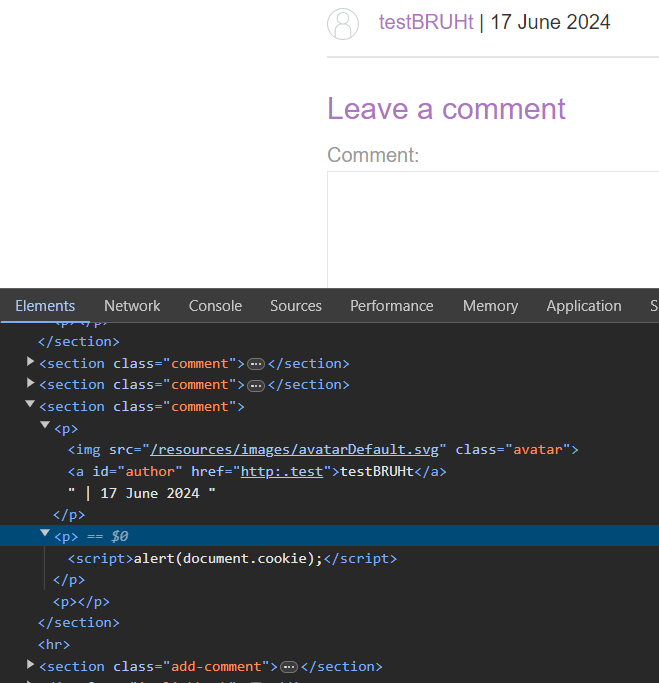 testBRUHt | 17 June 2024
Leave a comment
Comment:
Elements Network Console Sources Performance Memory Application S
<p></p>
</section>
<section class="comment">⋯</section>
<section class="comment">⋯</section>
<section class="comment">
<p>
<img src="/resources/images/avatarDefault.svg" class="avatar">
<a id="author" href="http:.test">testBRUHt</a>
" | 17 June 2024 "
</p>
<p> == $0
<script>alert(document.cookie);</script>
</p>
<p></p>
</section>
<hr>
<section class="add-comment">⋯</section>